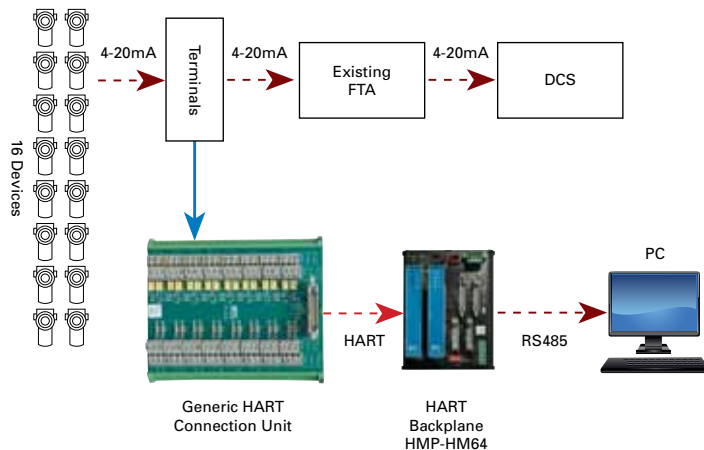 16 Devices
4-20mA
Terminals
4-20mA
Existing
FTA
4-20mA
DCS
Generic HART
Connection Unit
HART
HART
Backplane
HMP-HM64
RS485
PC